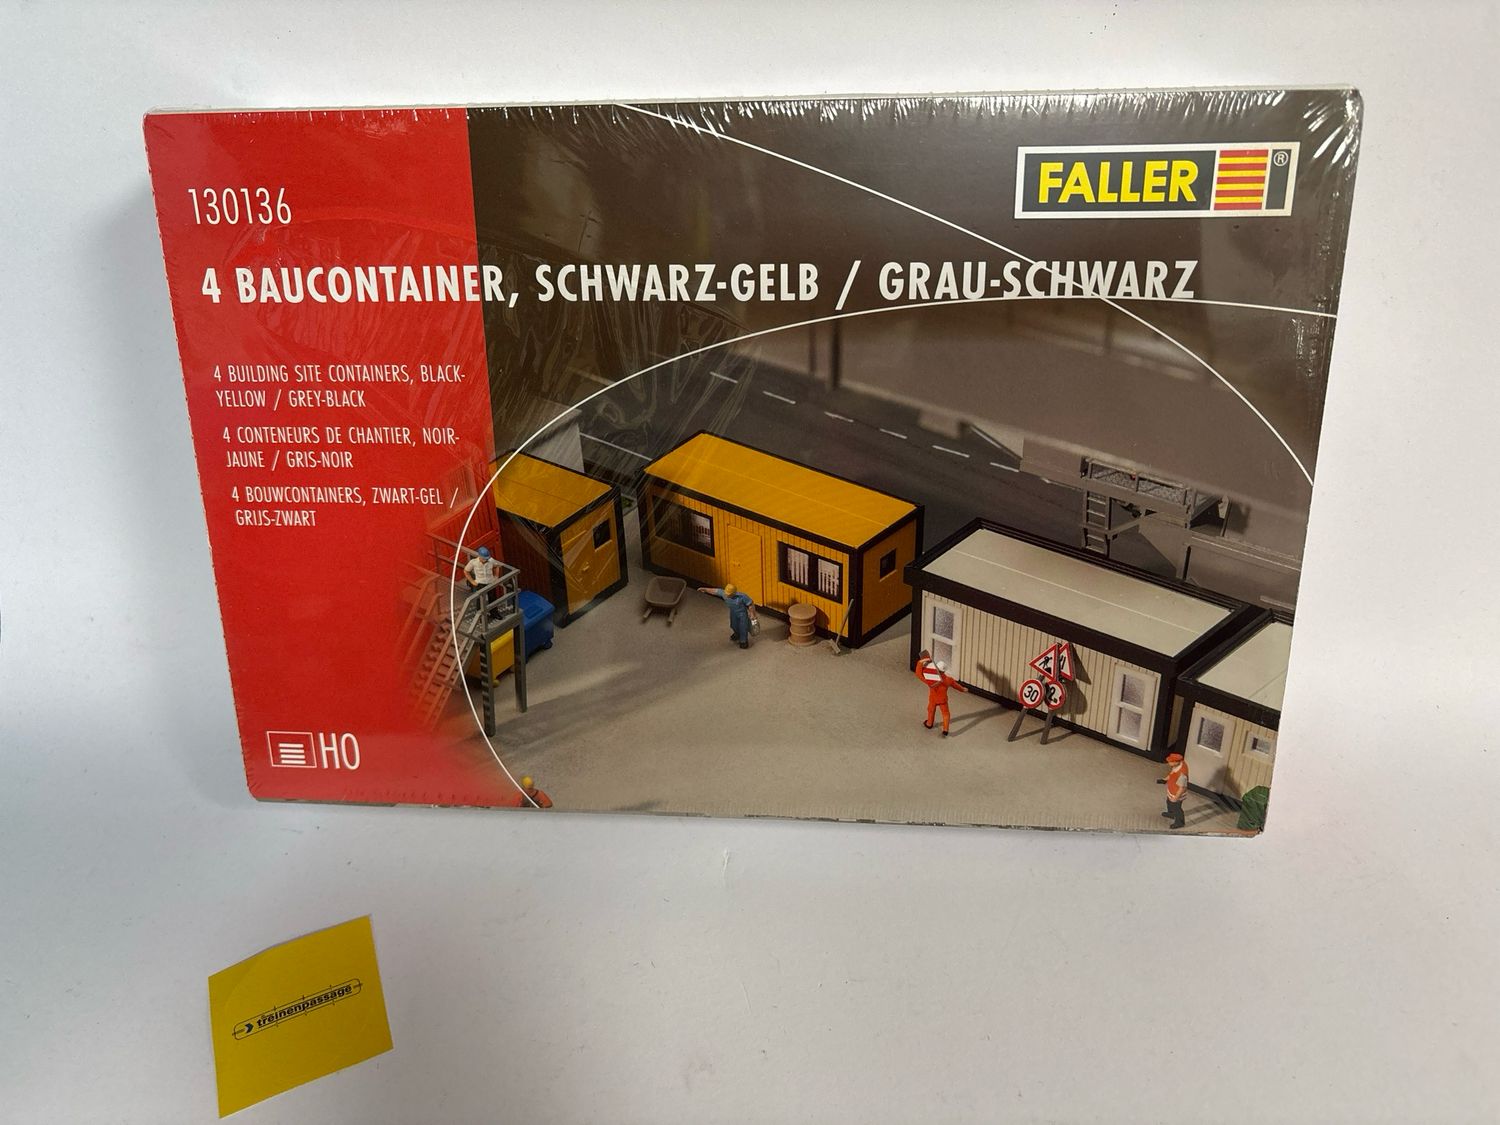 130136
FALLER ®
4 BAUCONTAINER, SCHWARZ-GELB / GRAU-SCHWARZ
4 BUILDING SITE CONTAINERS, BLACK-
YELLOW / GREY-BLACK
4 CONTENEURS DE CHANTIER, NOIR-
JAUNE / GRIS-NOIR
4 BOUWCONTAINERS, ZWART-GEL /
GRIJS-ZWART
30
H0
treinenpassage